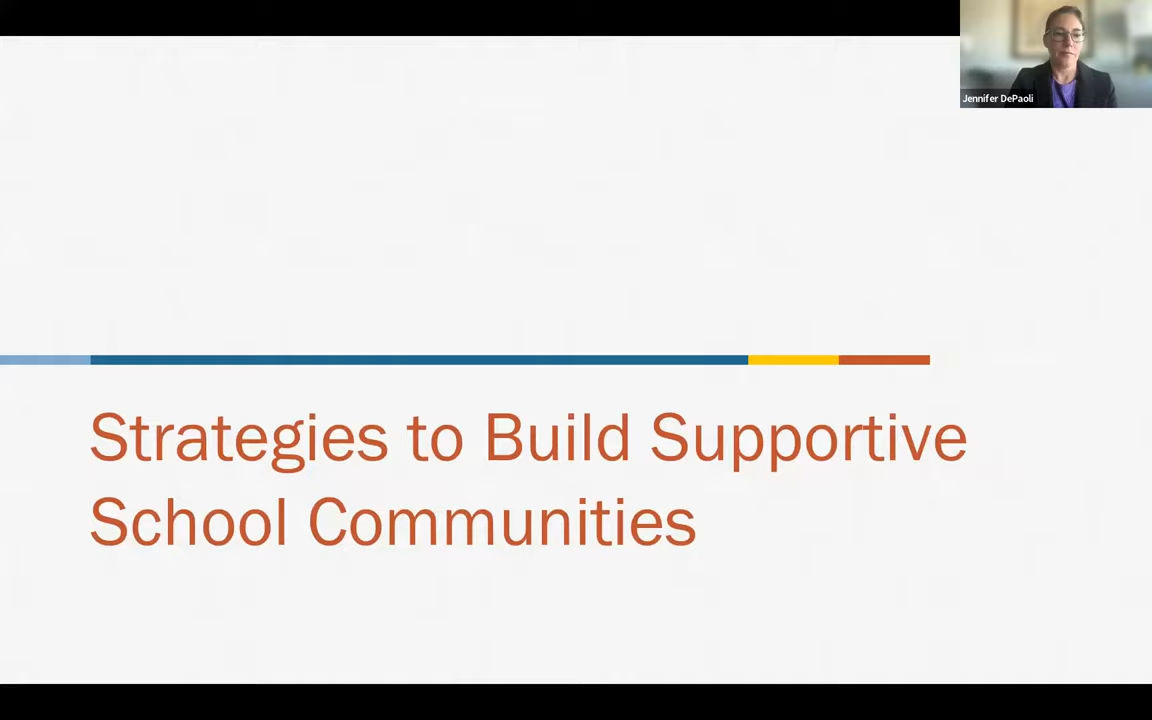 Jennifer DePaoli
Strategies to Build Supportive
School Communities